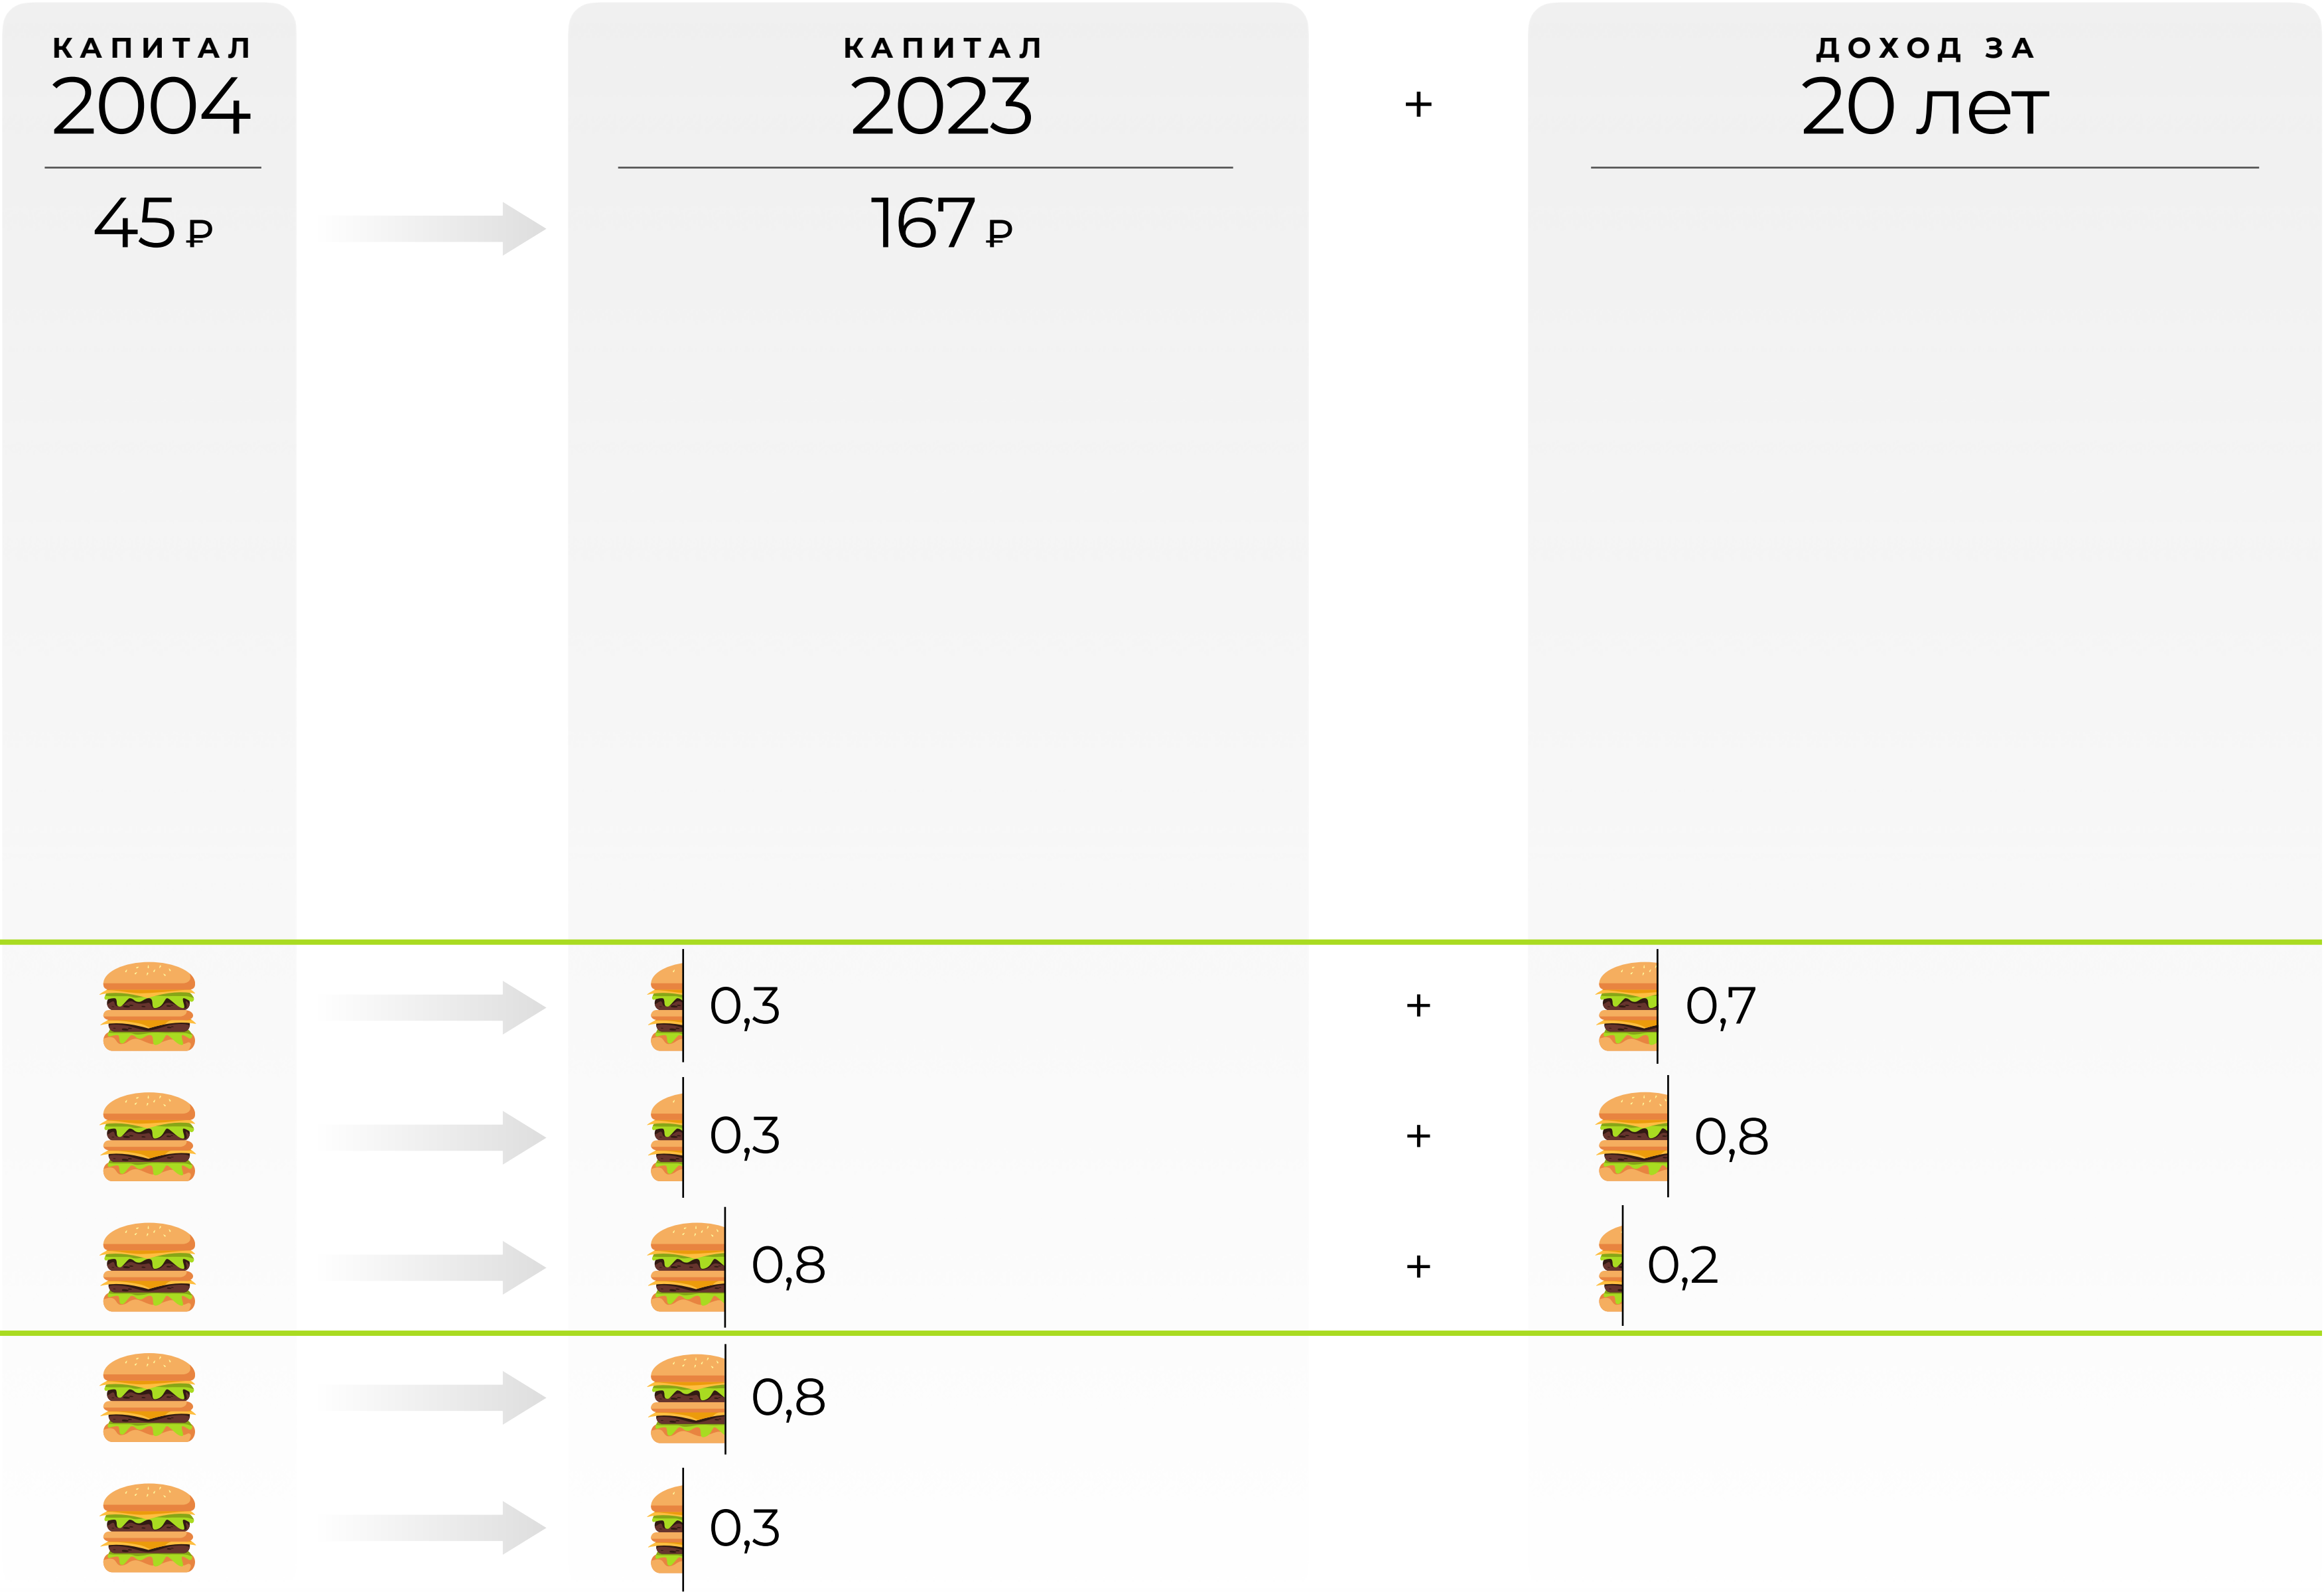 КАПИТАЛ КАПИТАЛ ДОХОД ЗА
2004 2023 + 20 лет
45 ₽ 167 ₽
0,3 + 0,7
0,3 + 0,8
0,8 + 0,2
0,8
0,3